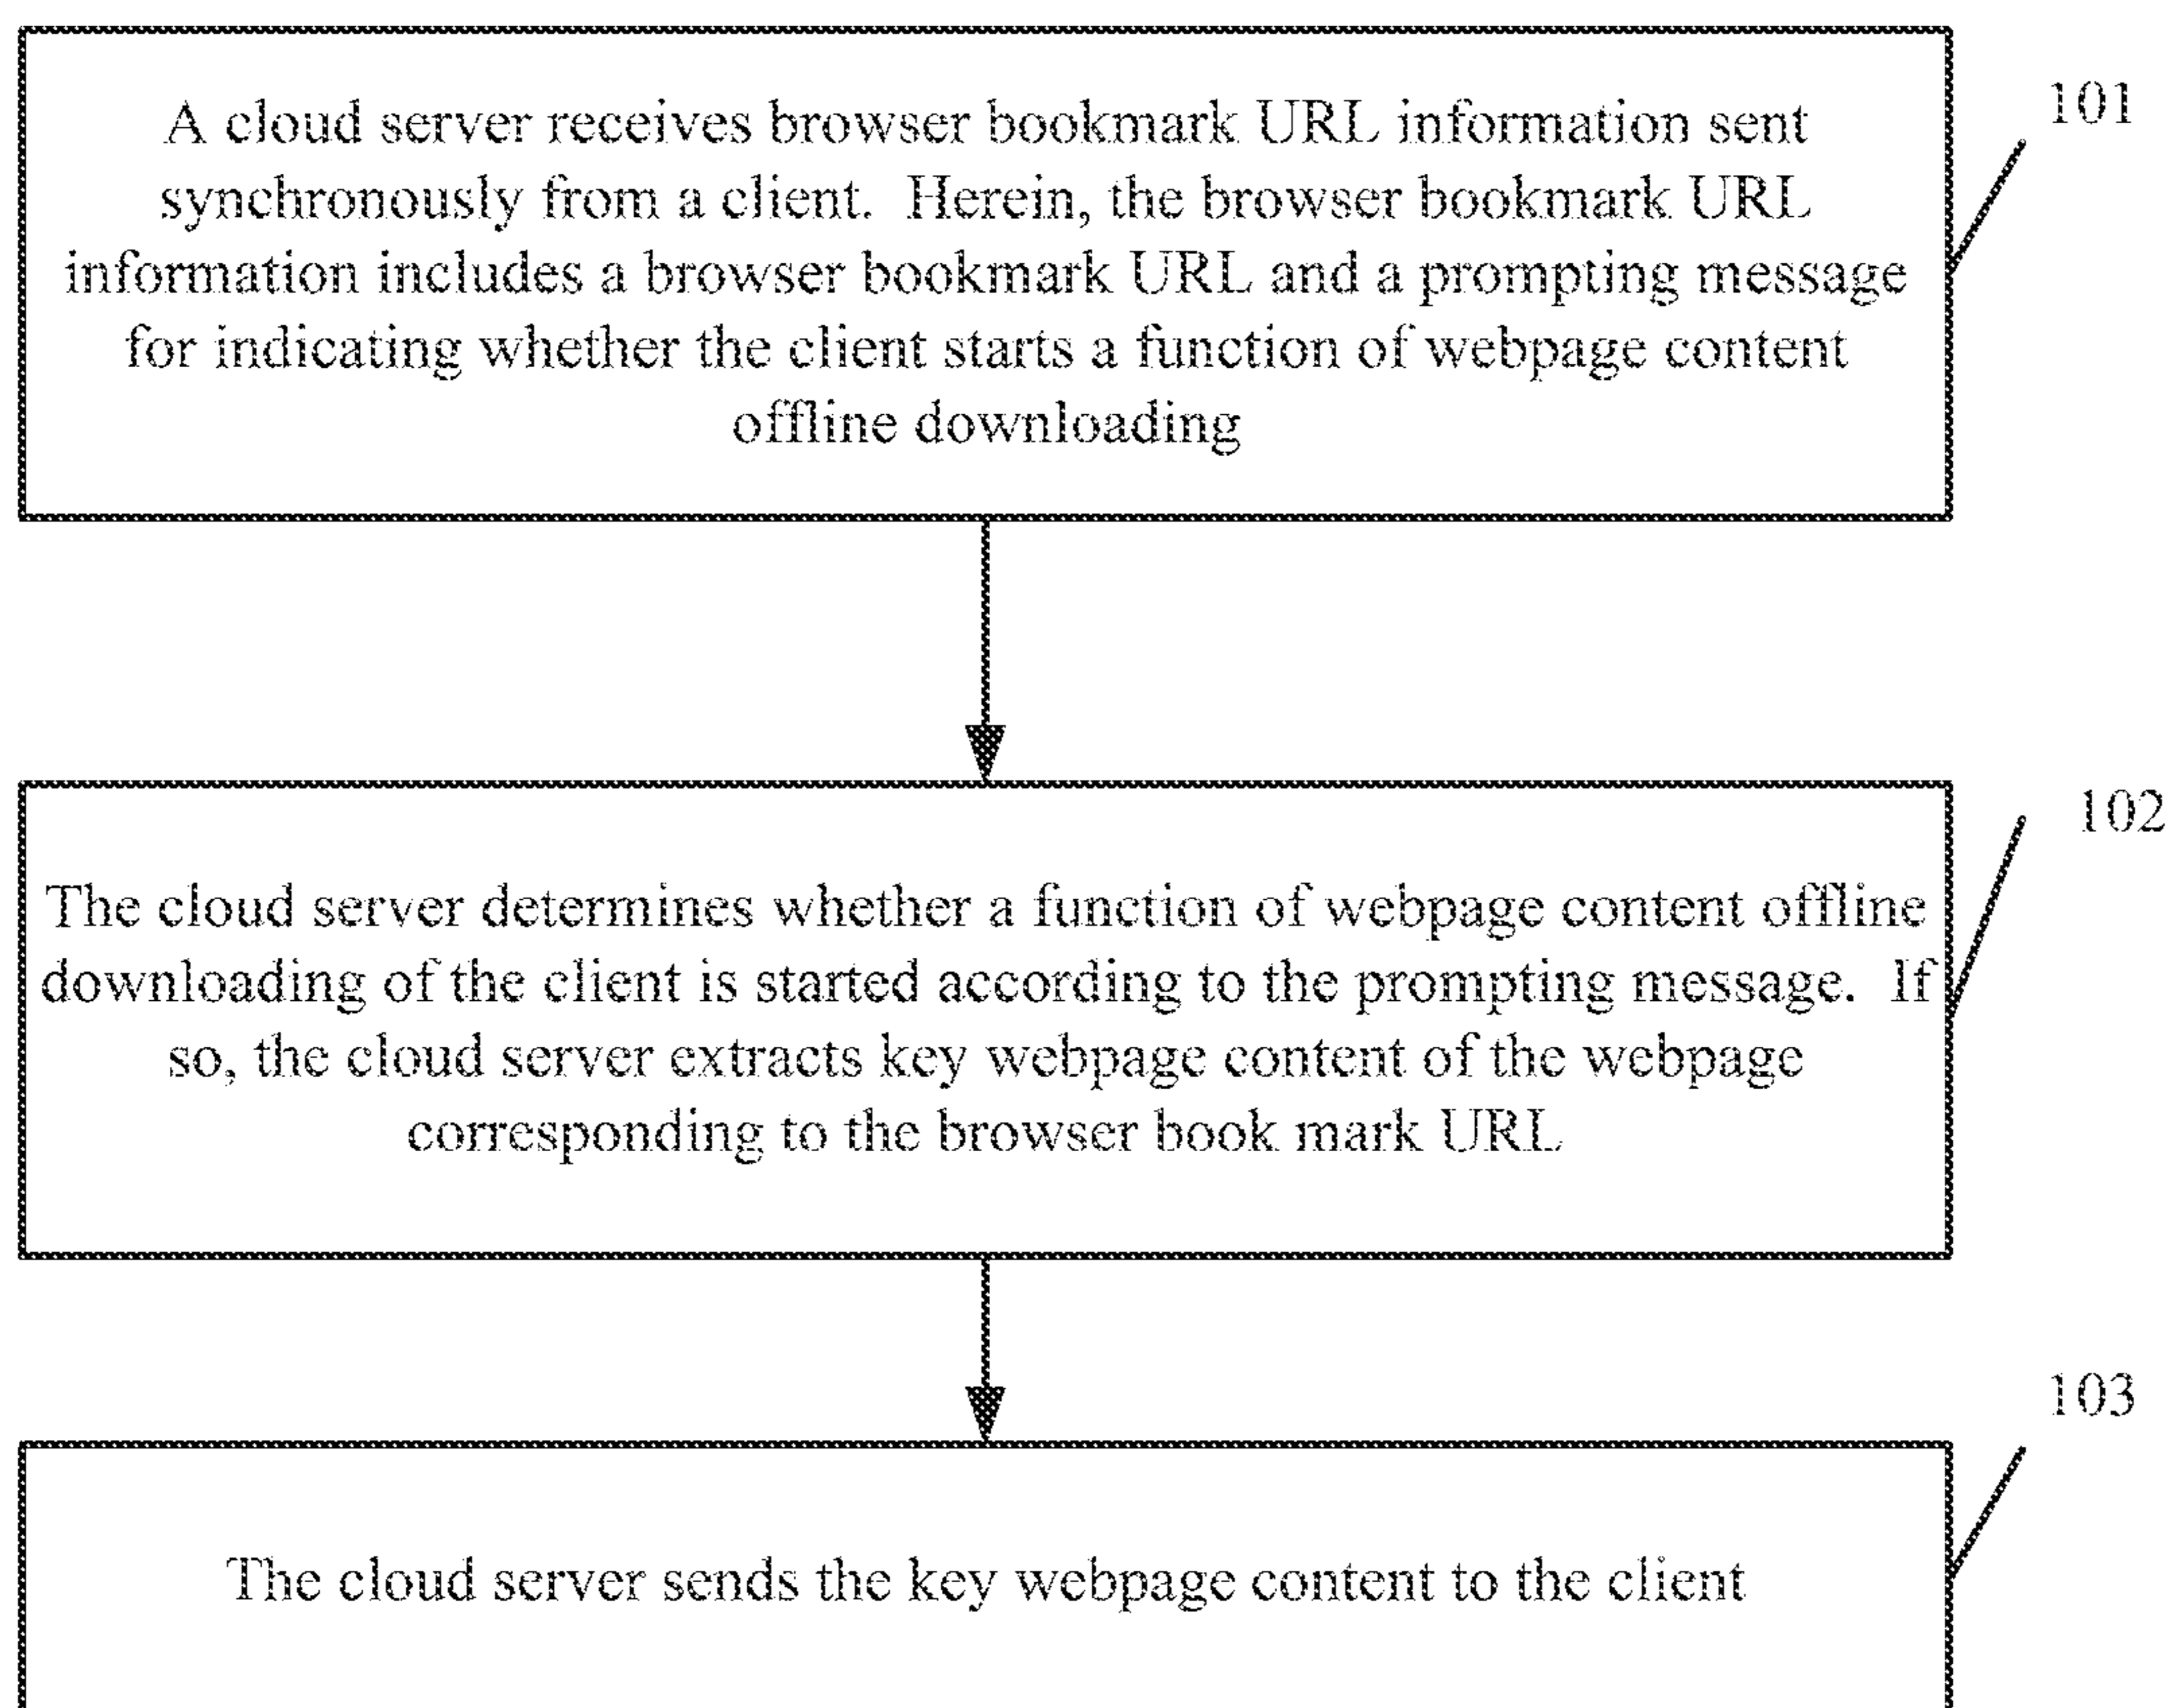 A cloud server receives browser bookmark URL information sent
synchronously from a client. Herein, the browser bookmark URL
information includes a browser bookmark URL and a prompting message
for indicating whether the client starts a function of webpage content
offline downloading
101
The cloud server determines whether a function of webpage content offline
downloading of the client is started according to the prompting message. If
so, the cloud server extracts key webpage content of the webpage
corresponding to the browser book mark URL
102
The cloud server sends the key webpage content to the client
103